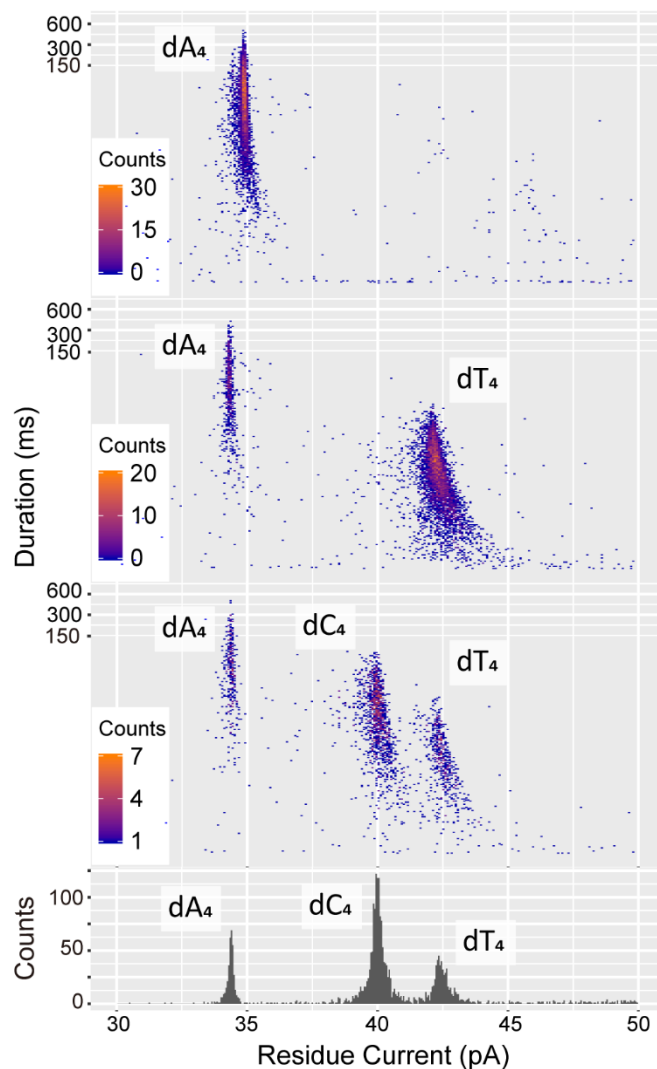 600
300
150
dA₄
Counts
30
15
0
600
300
150
dA₄
dT₄
Counts
20
10
0
Duration (ms)
600
300
150
dA₄
dC₄
dT₄
Counts
7
4
1
Counts
100
50
0
dA₄
dC₄
dT₄
30 35 40 45 50
Residue Current (pA)